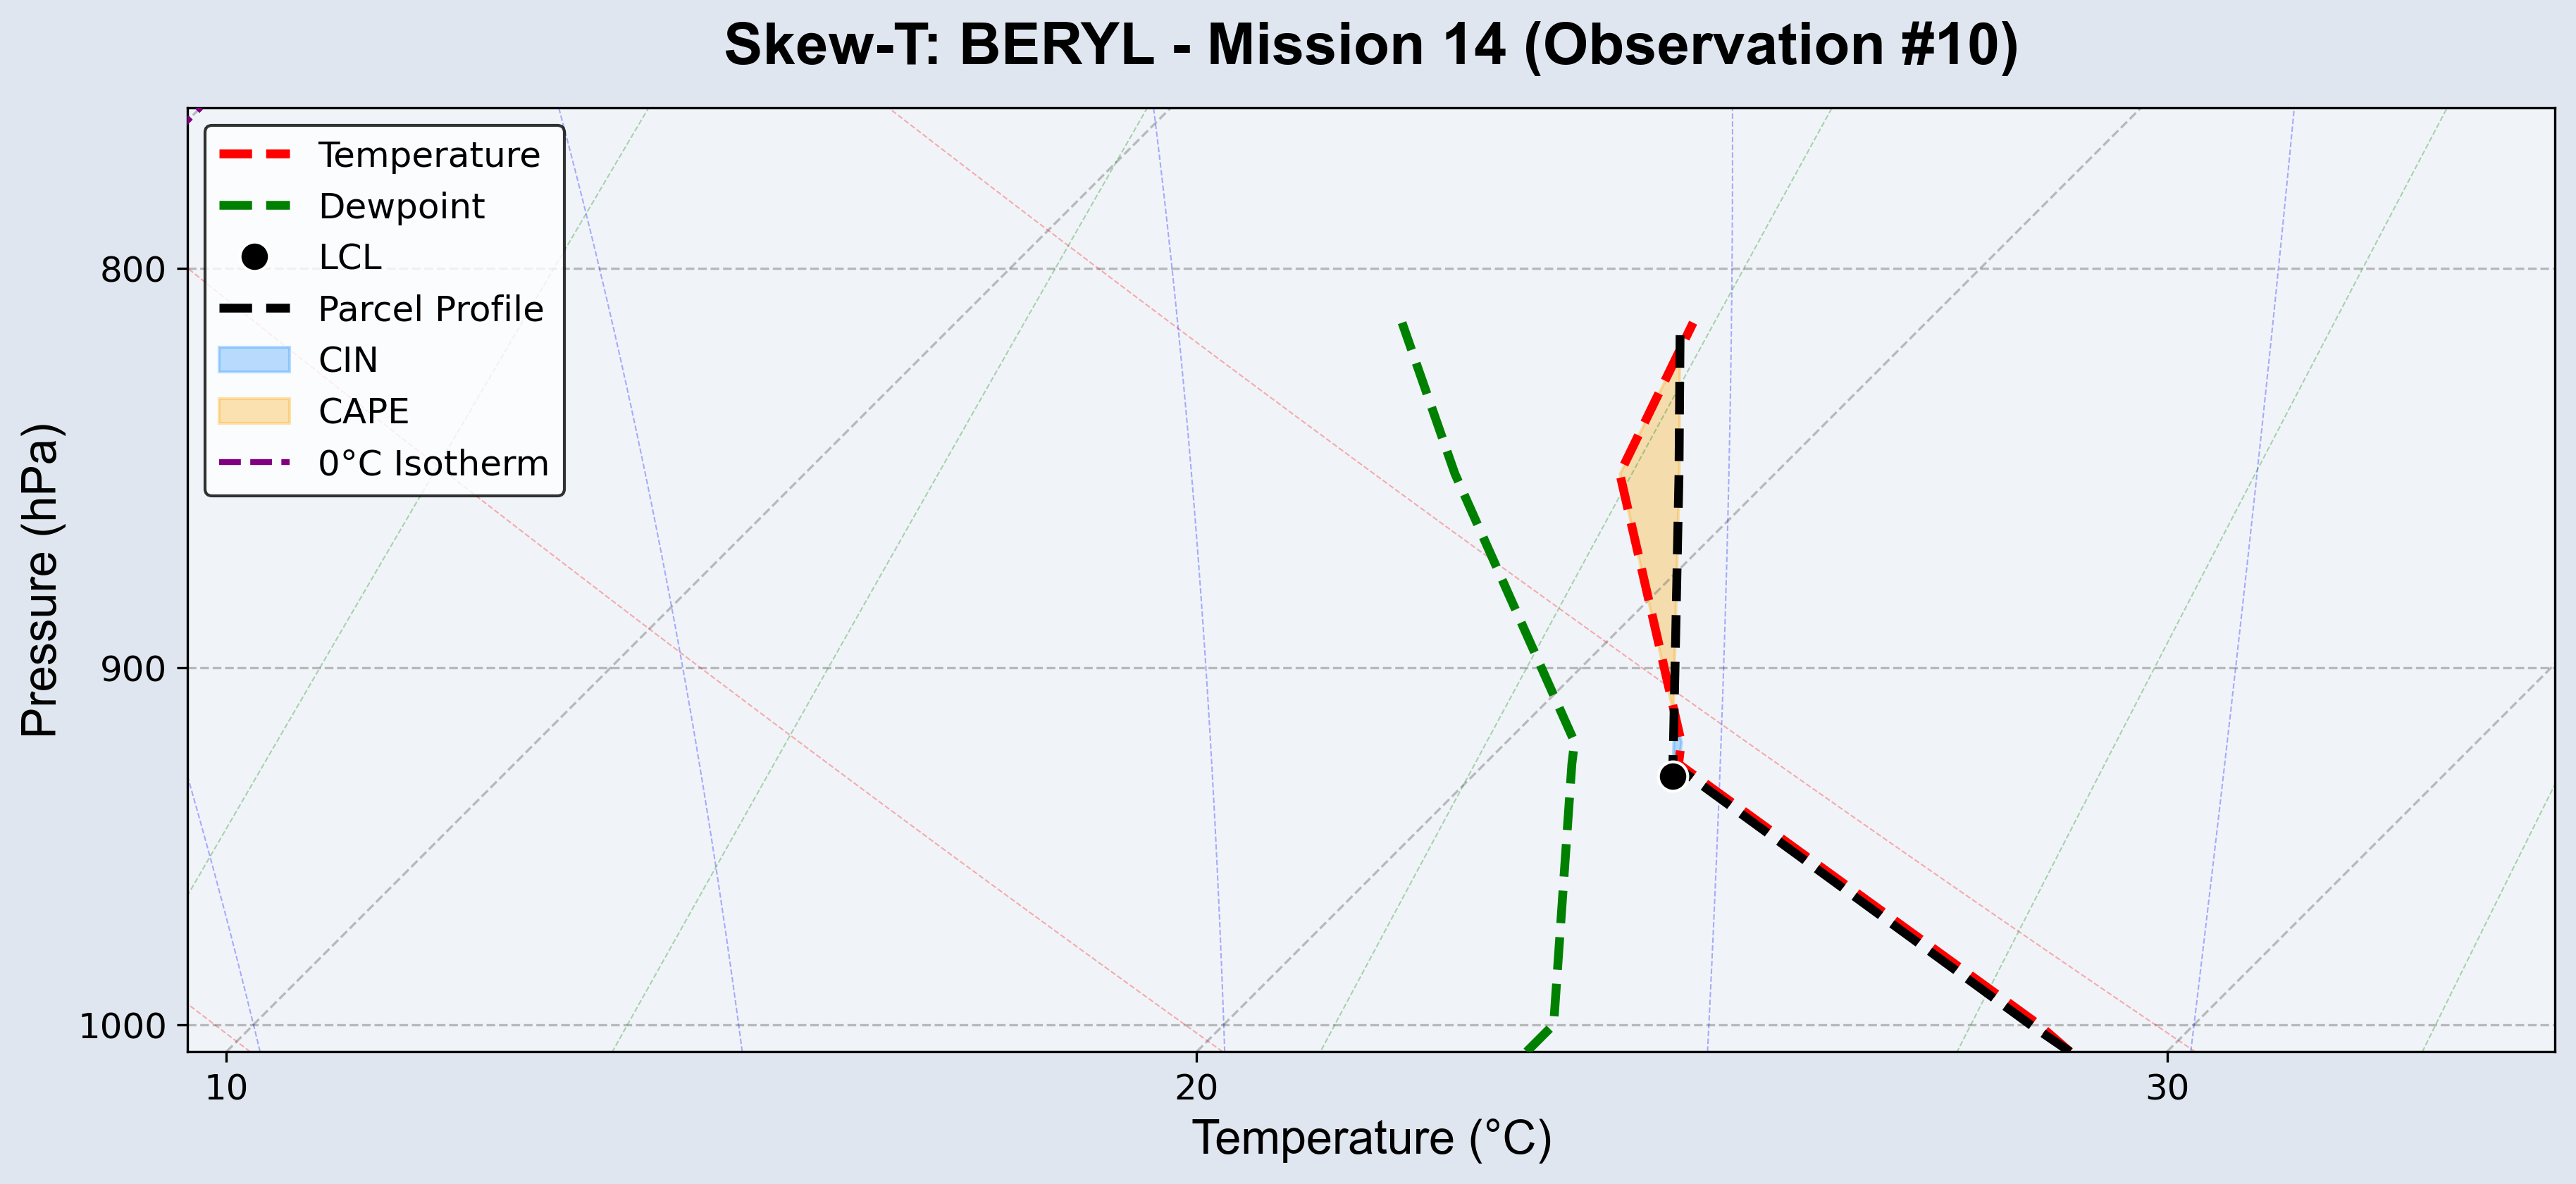 Skew-T: BERYL - Mission 14 (Observation #10)
Temperature
Dewpoint
LCL
Parcel Profile
CIN
CAPE
0°C Isotherm
Pressure (hPa)
800
900
1000
10
20
30
Temperature (°C)